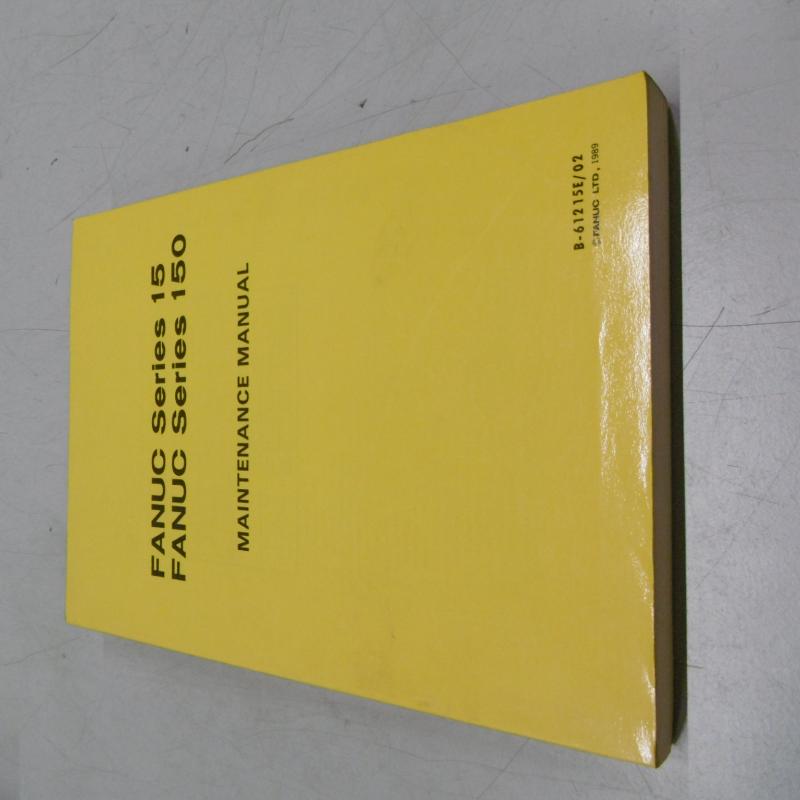 FANUC Series 15
FANUC Series 150
MAINTENANCE MANUAL
B-61215E/02
© FANUC LTD, 1989